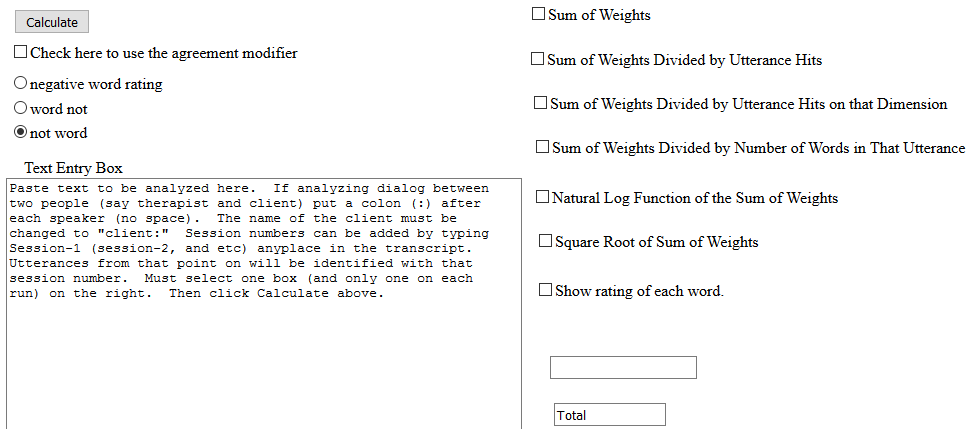 Calculate
Check here to use the agreement modifier
negative word rating
word not
not word
Text Entry Box
Paste text to be analyzed here.  If analyzing dialog between
two people (say therapist and client) put a colon (:) after
each speaker (no space).  The name of the client must be
changed to "client:"  Session numbers can be added by typing
Session-1 (session-2, and etc) anyplace in the transcript.
Utterances from that point on will be identified with that
session number.  Must select one box (and only one on each
run) on the right.  Then click Calculate above.
Sum of Weights
Sum of Weights Divided by Utterance Hits
Sum of Weights Divided by Utterance Hits on that Dimension
Sum of Weights Divided by Number of Words in That Utterance
Natural Log Function of the Sum of Weights
Square Root of Sum of Weights
Show rating of each word.
Total